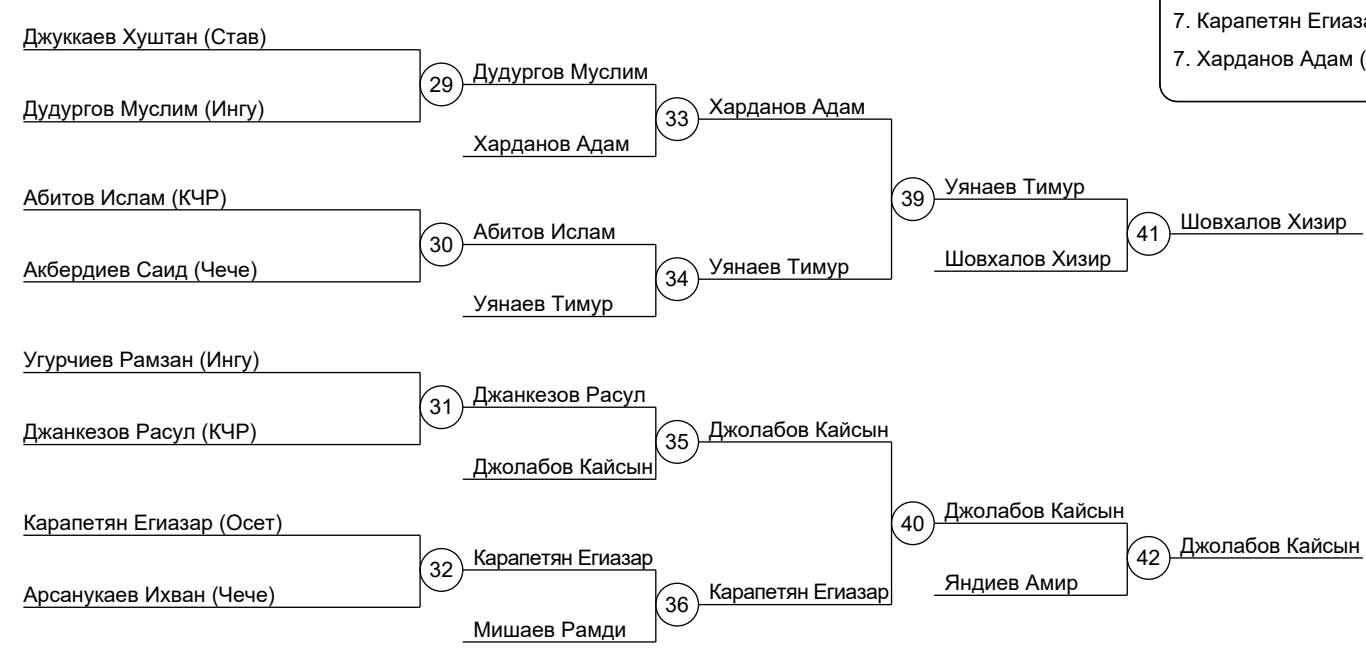 7. Карапетян Егиаза
7. Харданов Адам (
Джуккаев Хуштан (Став)
29
Дудургов Муслим
Дудургов Муслим (Ингу)
33
Харданов Адам
Харданов Адам
Абитов Ислам (КЧР)
39
Уянаев Тимур
30
Абитов Ислам
41
Шовхалов Хизир
Акбердиев Саид (Чече)
34
Уянаев Тимур
Шовхалов Хизир
Уянаев Тимур
Угурчиев Рамзан (Ингу)
31
Джанкезов Расул
Джанкезов Расул (КЧР)
35
Джолабов Кайсын
Джолабов Кайсын
Карапетян Егиазар (Осет)
40
Джолабов Кайсын
32
Карапетян Егиазар
42
Джолабов Кайсын
Арсанукаев Ихван (Чече)
36
Карапетян Егиазар
Яндиев Амир
Мишаев Рамди